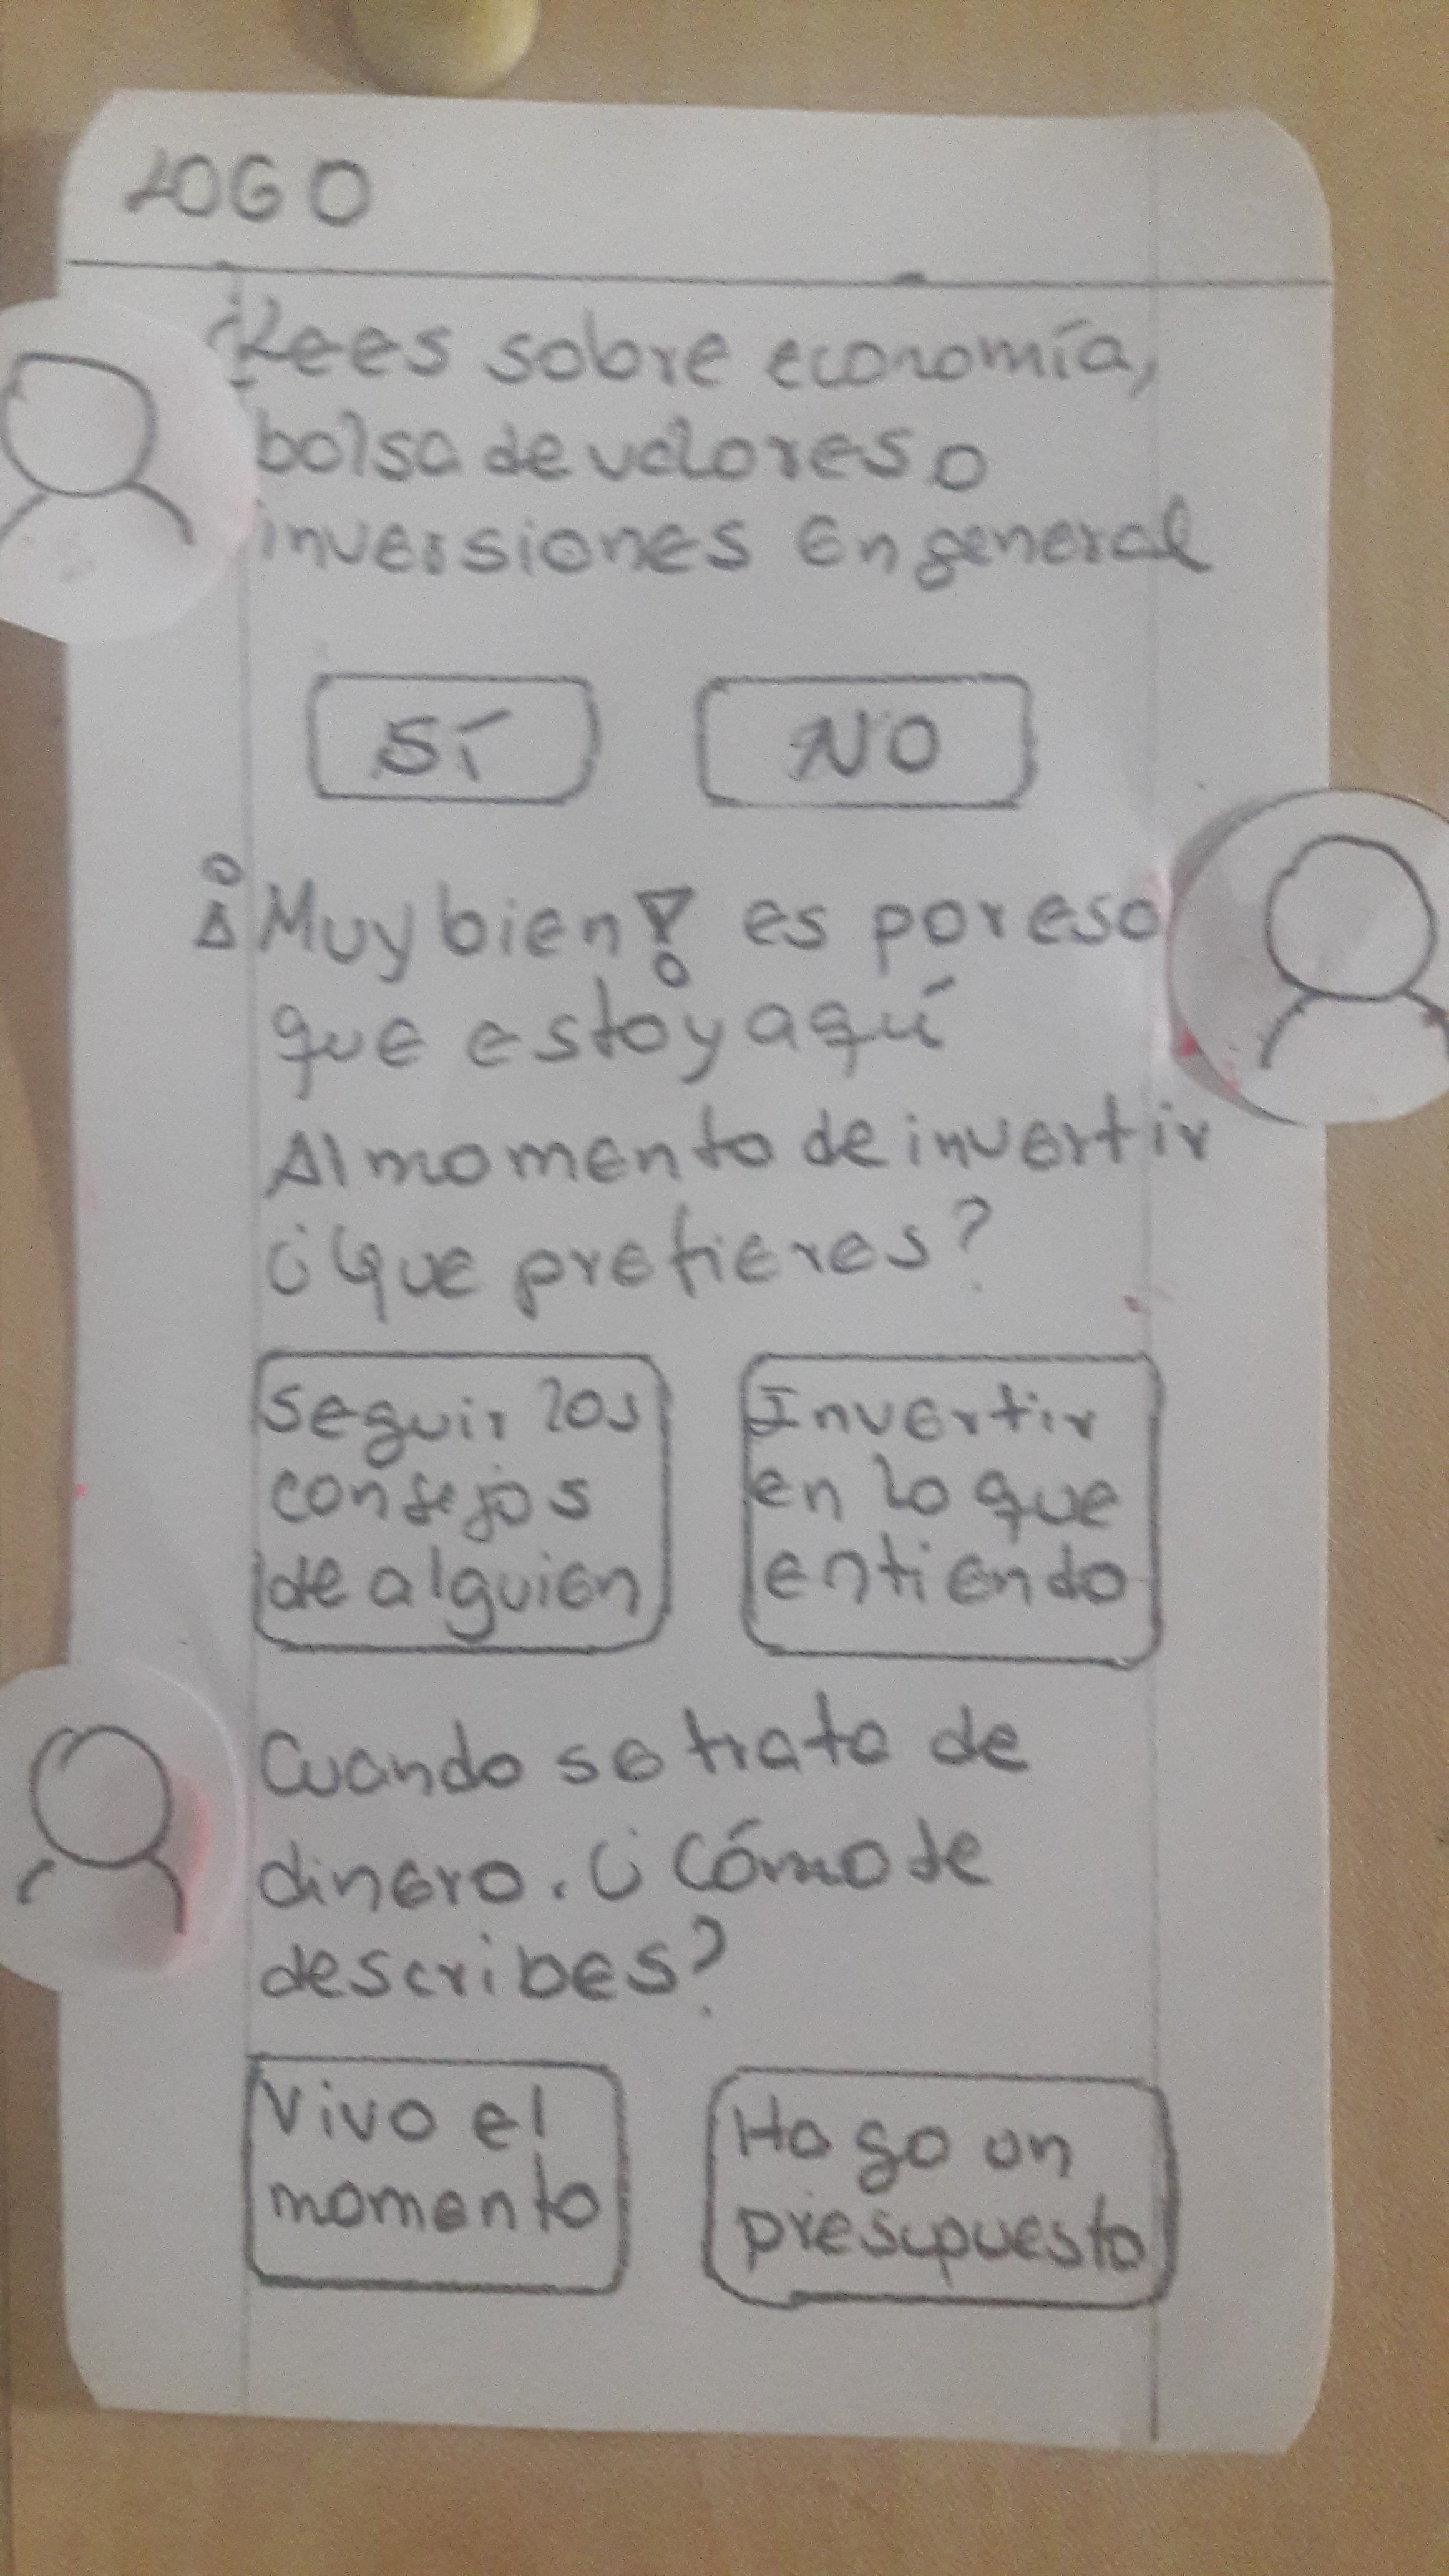 LOGO
¿Lees sobre economía,
bolsa de valores o
inversiones en general
SÍ
NO
¡Muy bien! es por eso
que estoy aquí
Al momento de invertir
¿que prefieres?
Seguir los
consejos
de alguien
Invertir
en lo que
entiendo
Cuando se trata de
dinero. ¿Cómo te
describes?
Vivo el
momento
Hago un
presupuesto